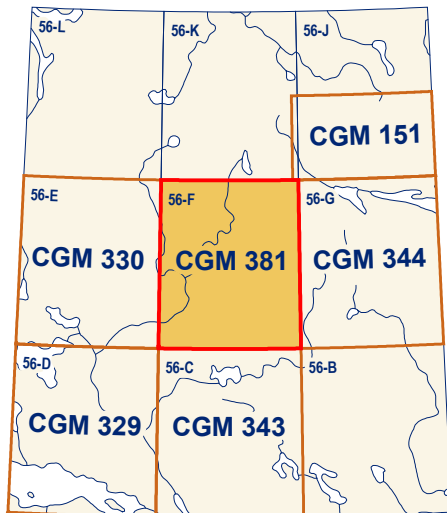 56-L
56-K
56-J
CGM 151
56-E
56-F
56-G
CGM 330
CGM 381
CGM 344
56-D
56-C
56-B
CGM 329
CGM 343